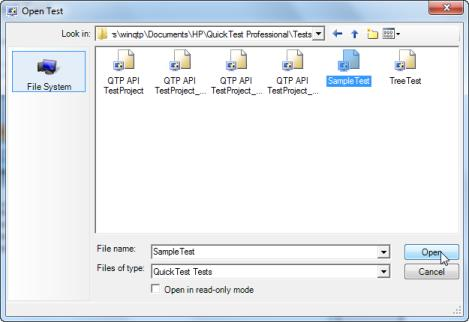 Open Test
Look in: s\winqtp\Documents\HP\QuickTest Professional\Tests
File System
QTP API TestProject
QTP API TestProject_...
QTP API TestProject_...
QTP API TestProject_...
SampleTest
TreeTest
File name: SampleTest Open
Files of type: QuickTest Tests Cancel
Open in read-only mode